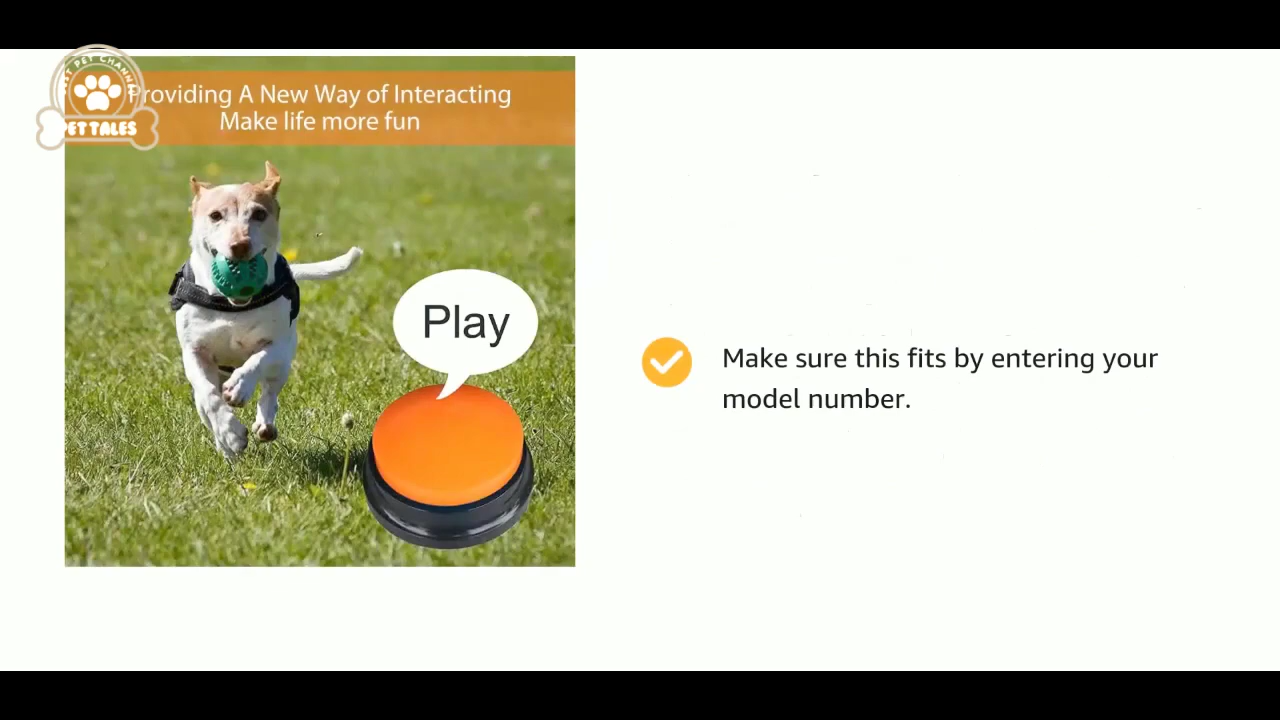 PET TALES
Providing A New Way of Interacting
Make life more fun
Play
Make sure this fits by entering your
model number.